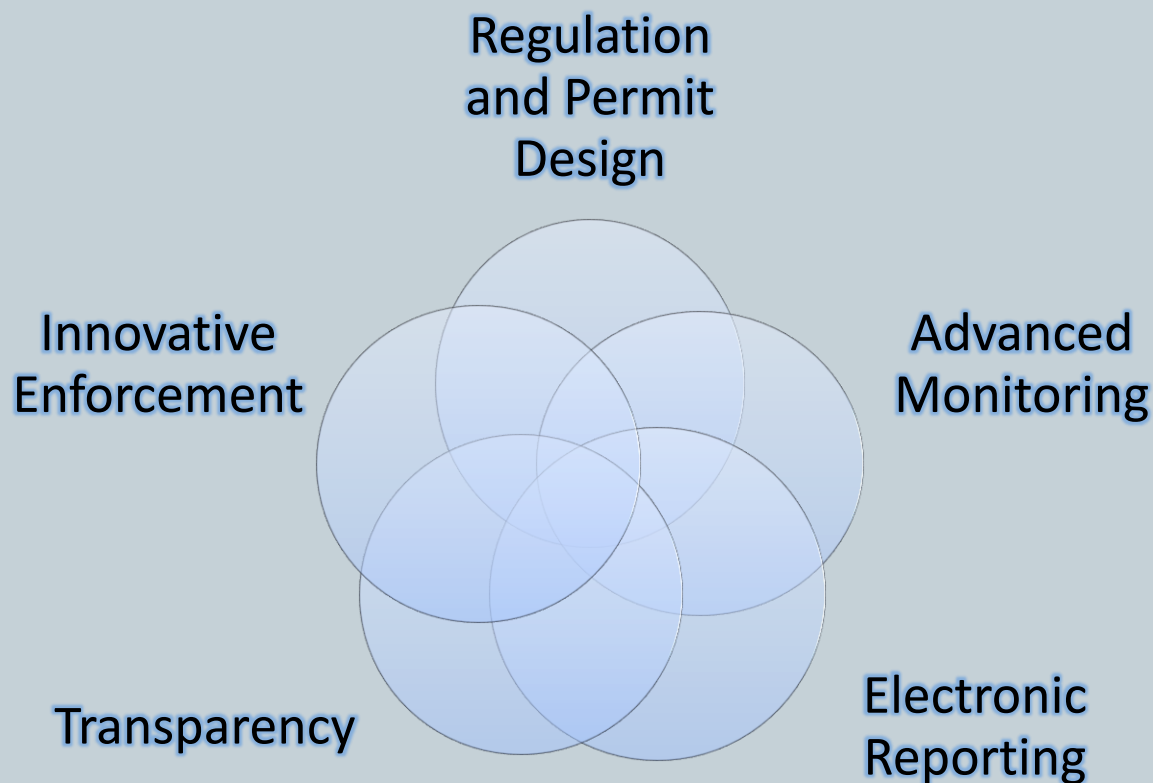 Regulation
and Permit
Design
Innovative
Enforcement
Advanced
Monitoring
Transparency
Electronic
Reporting